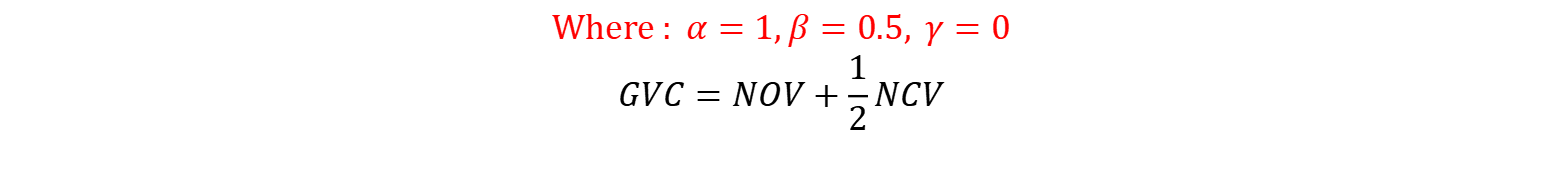 Where : α = 1, β = 0.5, γ = 0
GVC = NOV + 1/2 NCV